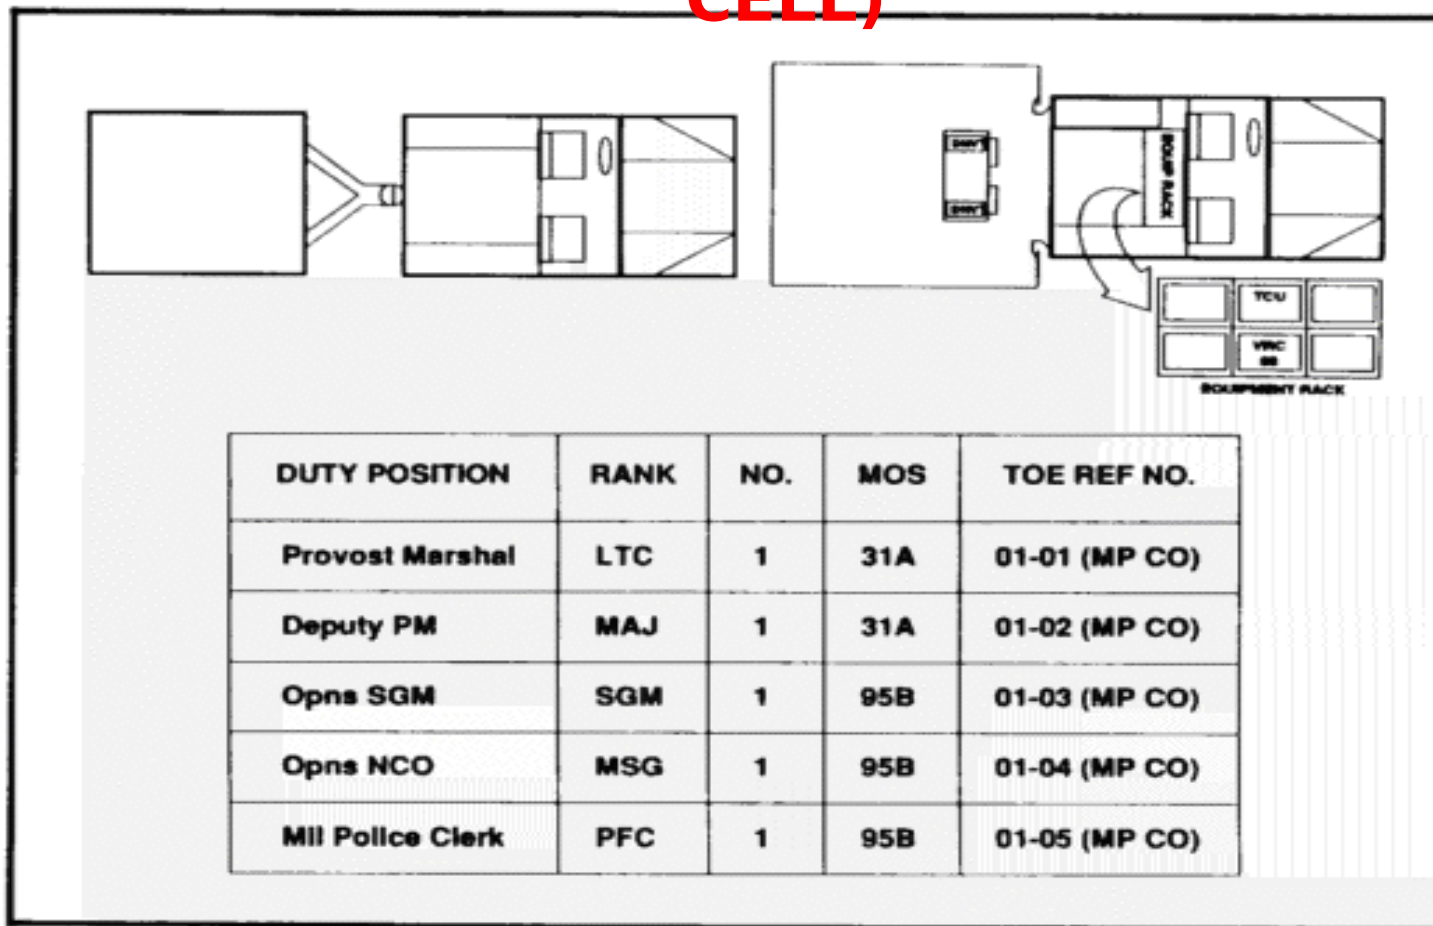 CELL)
EQUIP RACK
TCU
VRC
EQUIPMENT RACK
DUTY POSITION RANK NO. MOS TOE REF NO.
Provost Marshal LTC 1 31A 01-01 (MP CO)
Deputy PM MAJ 1 31A 01-02 (MP CO)
Opns SGM SGM 1 95B 01-03 (MP CO)
Opns NCO MSG 1 95B 01-04 (MP CO)
Mil Police Clerk PFC 1 95B 01-05 (MP CO)